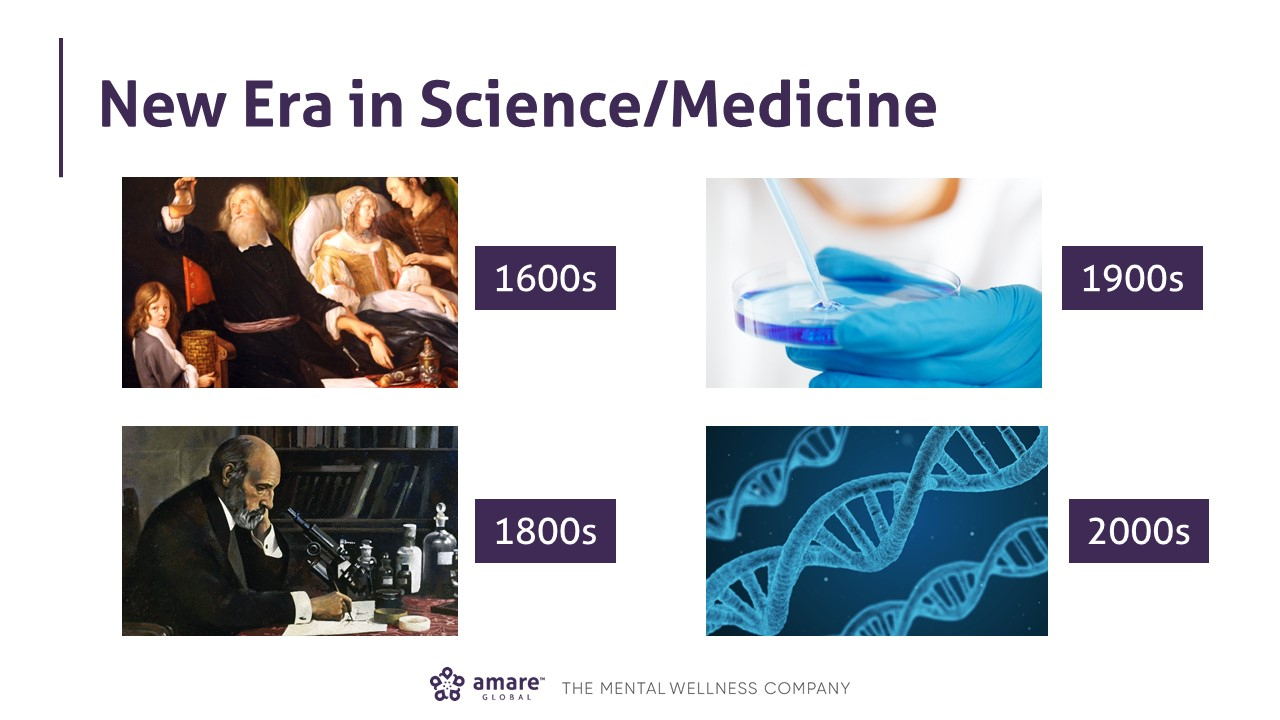 New Era in Science/Medicine
1600s
1900s
1800s
2000s
amare™
GLOBAL
THE MENTAL WELLNESS COMPANY